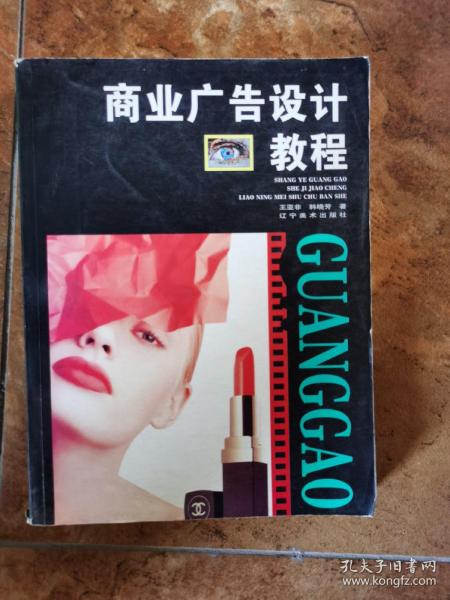 商业广告设计
教程
SHANG YE GUANG GAO
SHE JI JIAO CHENG
LIAO NING MEI SHU CHU BAN SHE
王亚非 韩晓芳 著
辽宁美术出版社
GUANGGAO
孔夫子旧书网
www.kongfz.com